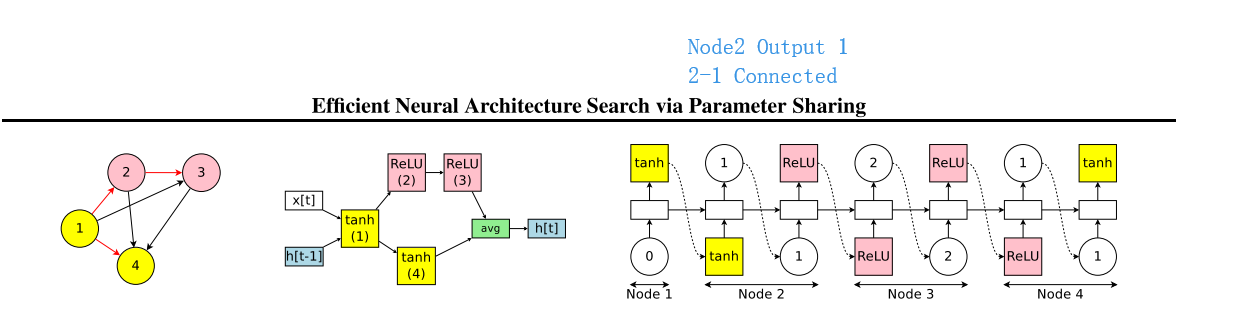 Node2 Output 1
2-1 Connected
Efficient Neural Architecture Search via Parameter Sharing
2
3
1
4
x[t]
h[t-1]
tanh
(1)
ReLU
(2)
ReLU
(3)
tanh
(4)
avg
h[t]
tanh
1
ReLU
2
ReLU
1
tanh
0
tanh
1
ReLU
2
ReLU
1
Node 1
Node 2
Node 3
Node 4